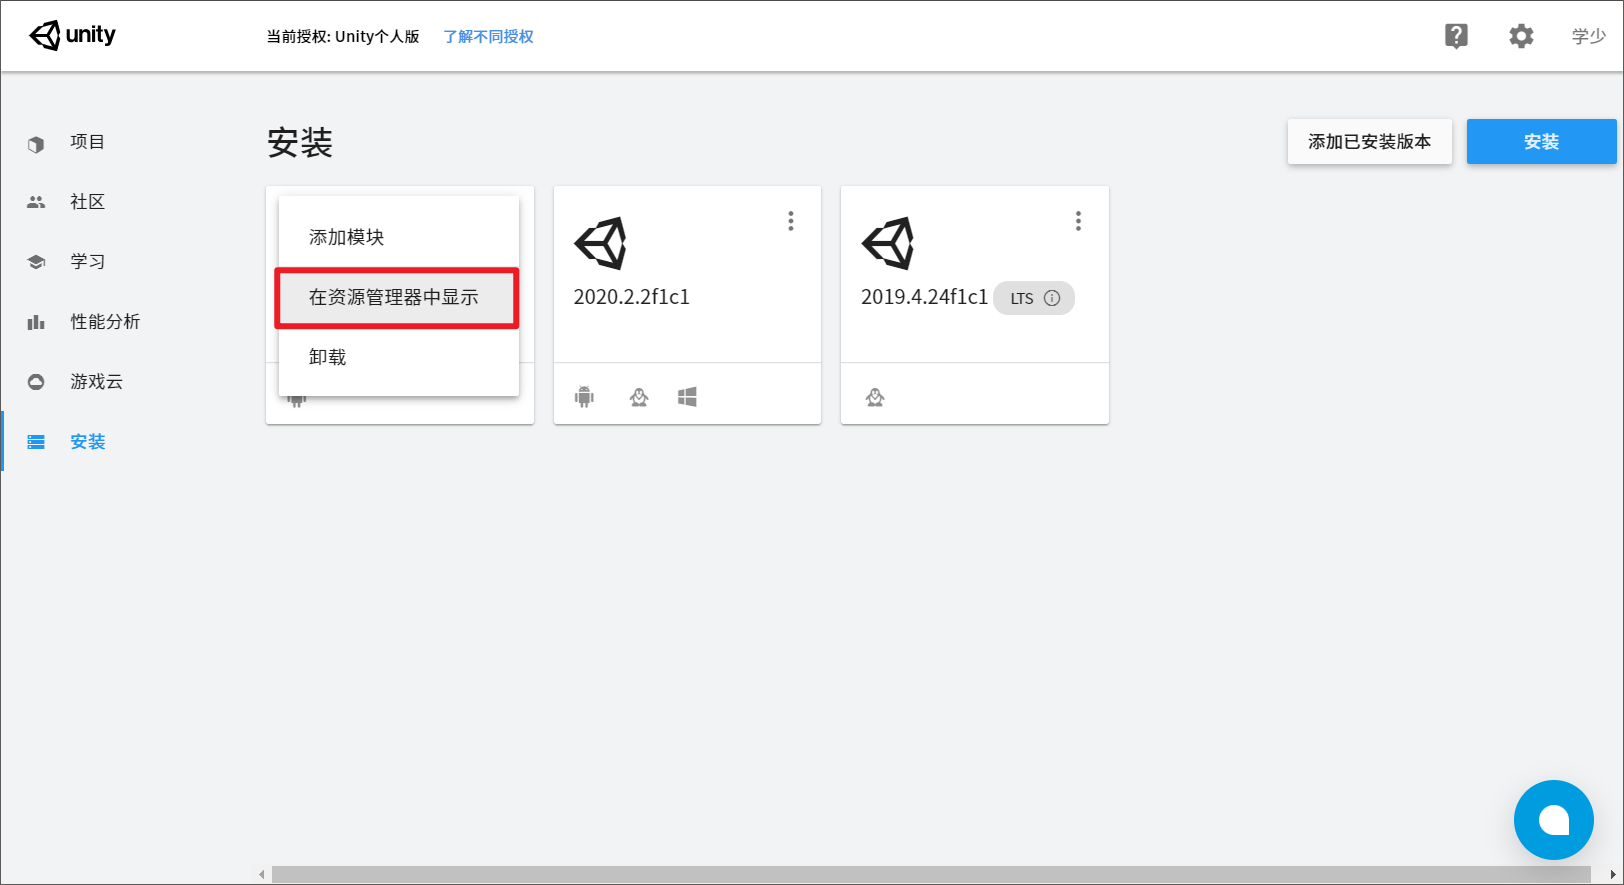 unity
当前授权: Unity个人版 了解不同授权
学少
项目
社区
学习
性能分析
游戏云
安装
安装
添加已安装版本
安装
添加模块
在资源管理器中显示
卸载
2020.2.2f1c1
2019.4.24f1c1 LTS